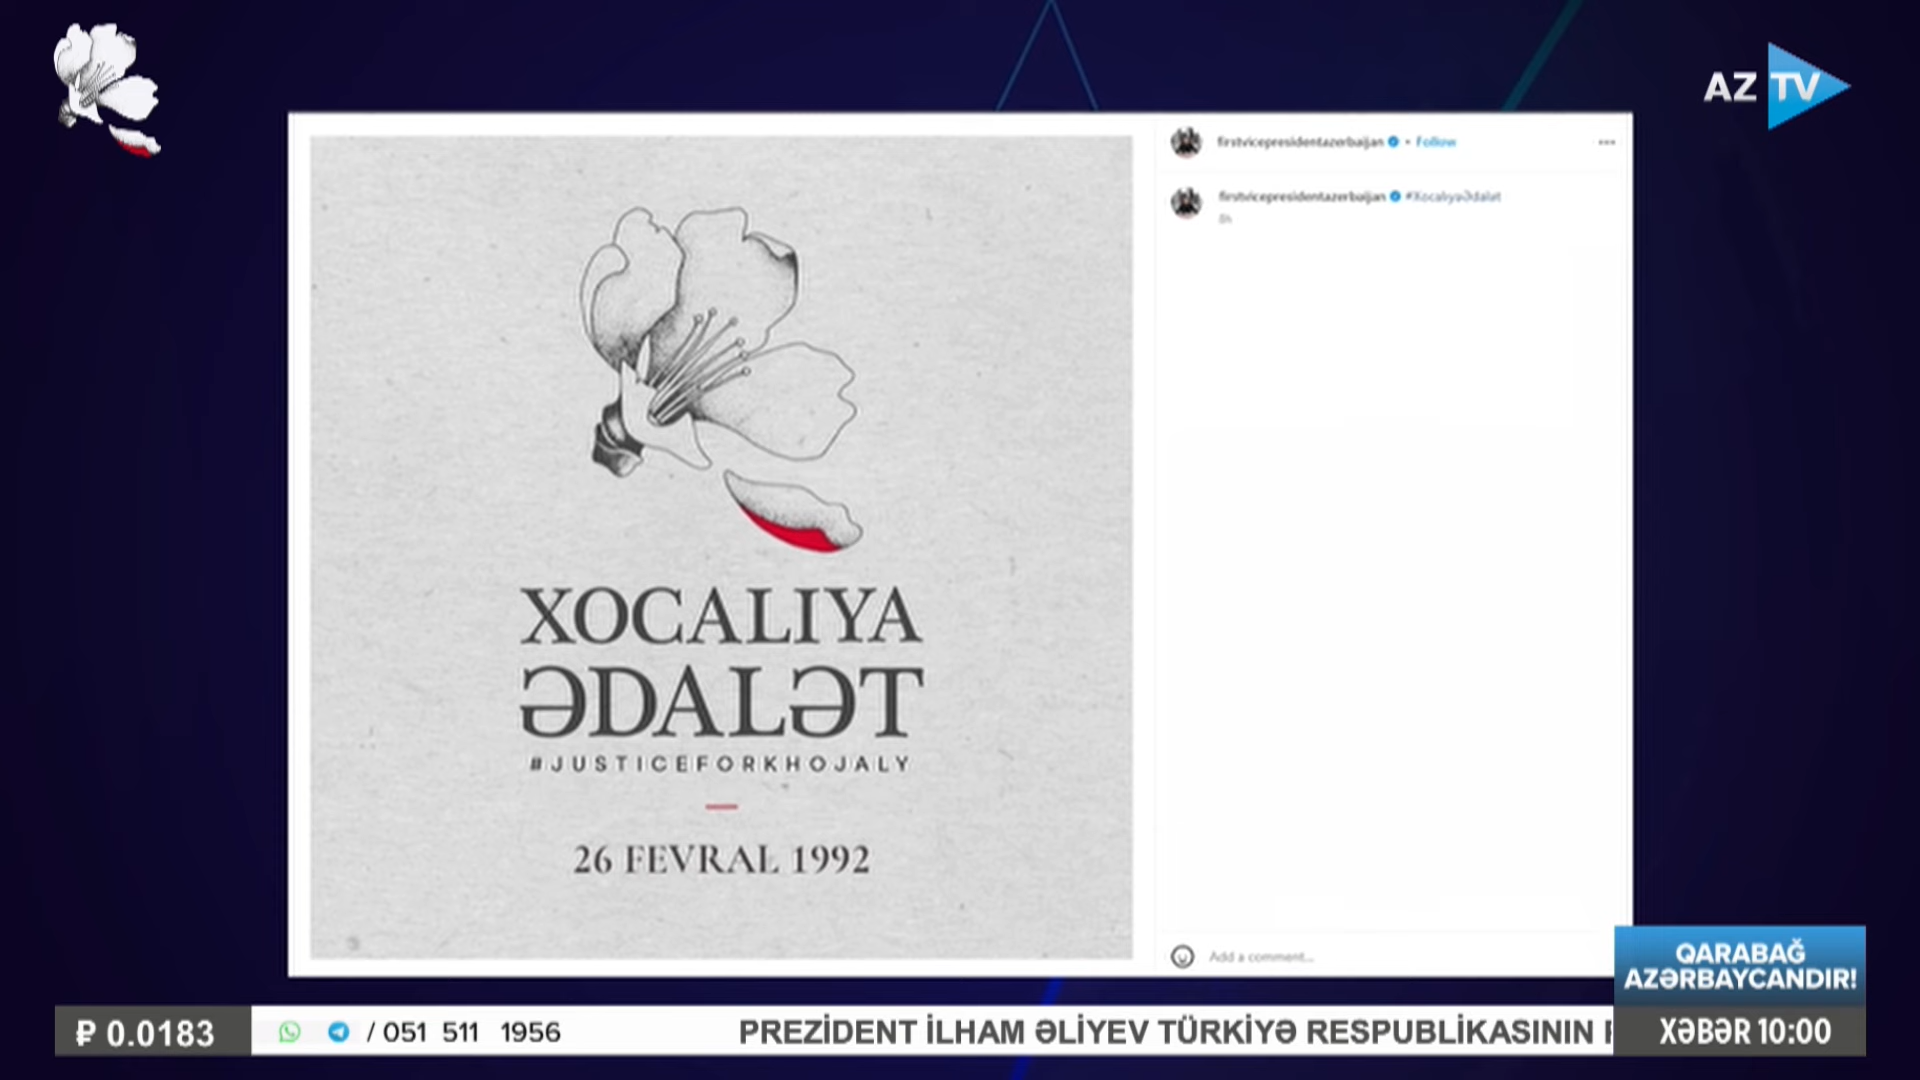 AZ TV
firstvicepresidentazerbaijan • Follow
firstvicepresidentazerbaijan #XocalıyaƏdalət
8h
XOCALIYA
ƏDALƏT
#JUSTICEFORKHOJALY
26 FEVRAL 1992
Add a comment...
QARABAĞ
AZƏRBAYCANDIR!
₽ 0.0183
/ 051 511 1956
PREZİDENT İLHAM ƏLİYEV TÜRKİYƏ RESPUBLİKASININ
XƏBƏR 10:00